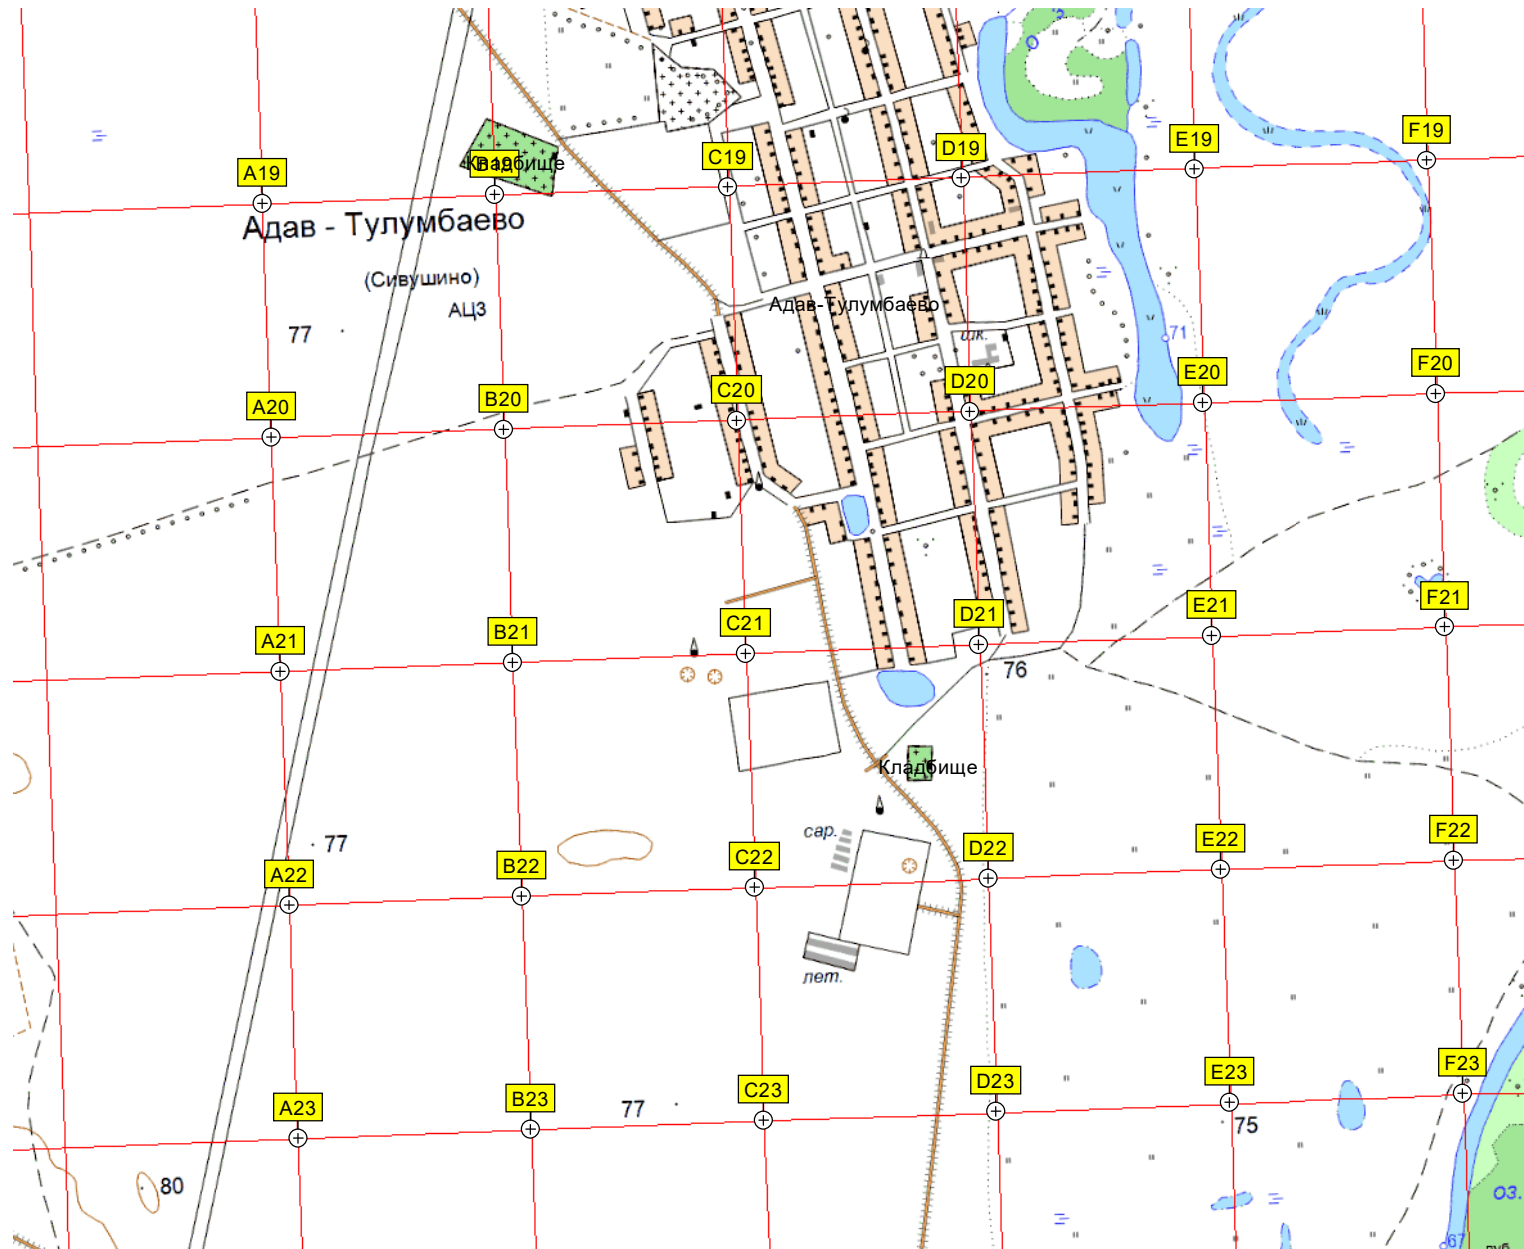 F19
E19
D19
C19
B19
Кладбище
A19
Адав - Тулумбаево
(Сивушино)
АЦЗ
Адав-Тулумбаево
77
шк.
71
F20
E20
D20
C20
B20
A20
F21
E21
D21
C21
B21
A21
76
Кладбище
сар.
77
F22
E22
D22
C22
B22
A22
лет.
F23
E23
D23
C23
B23
A23
77
75
80
оз.
67